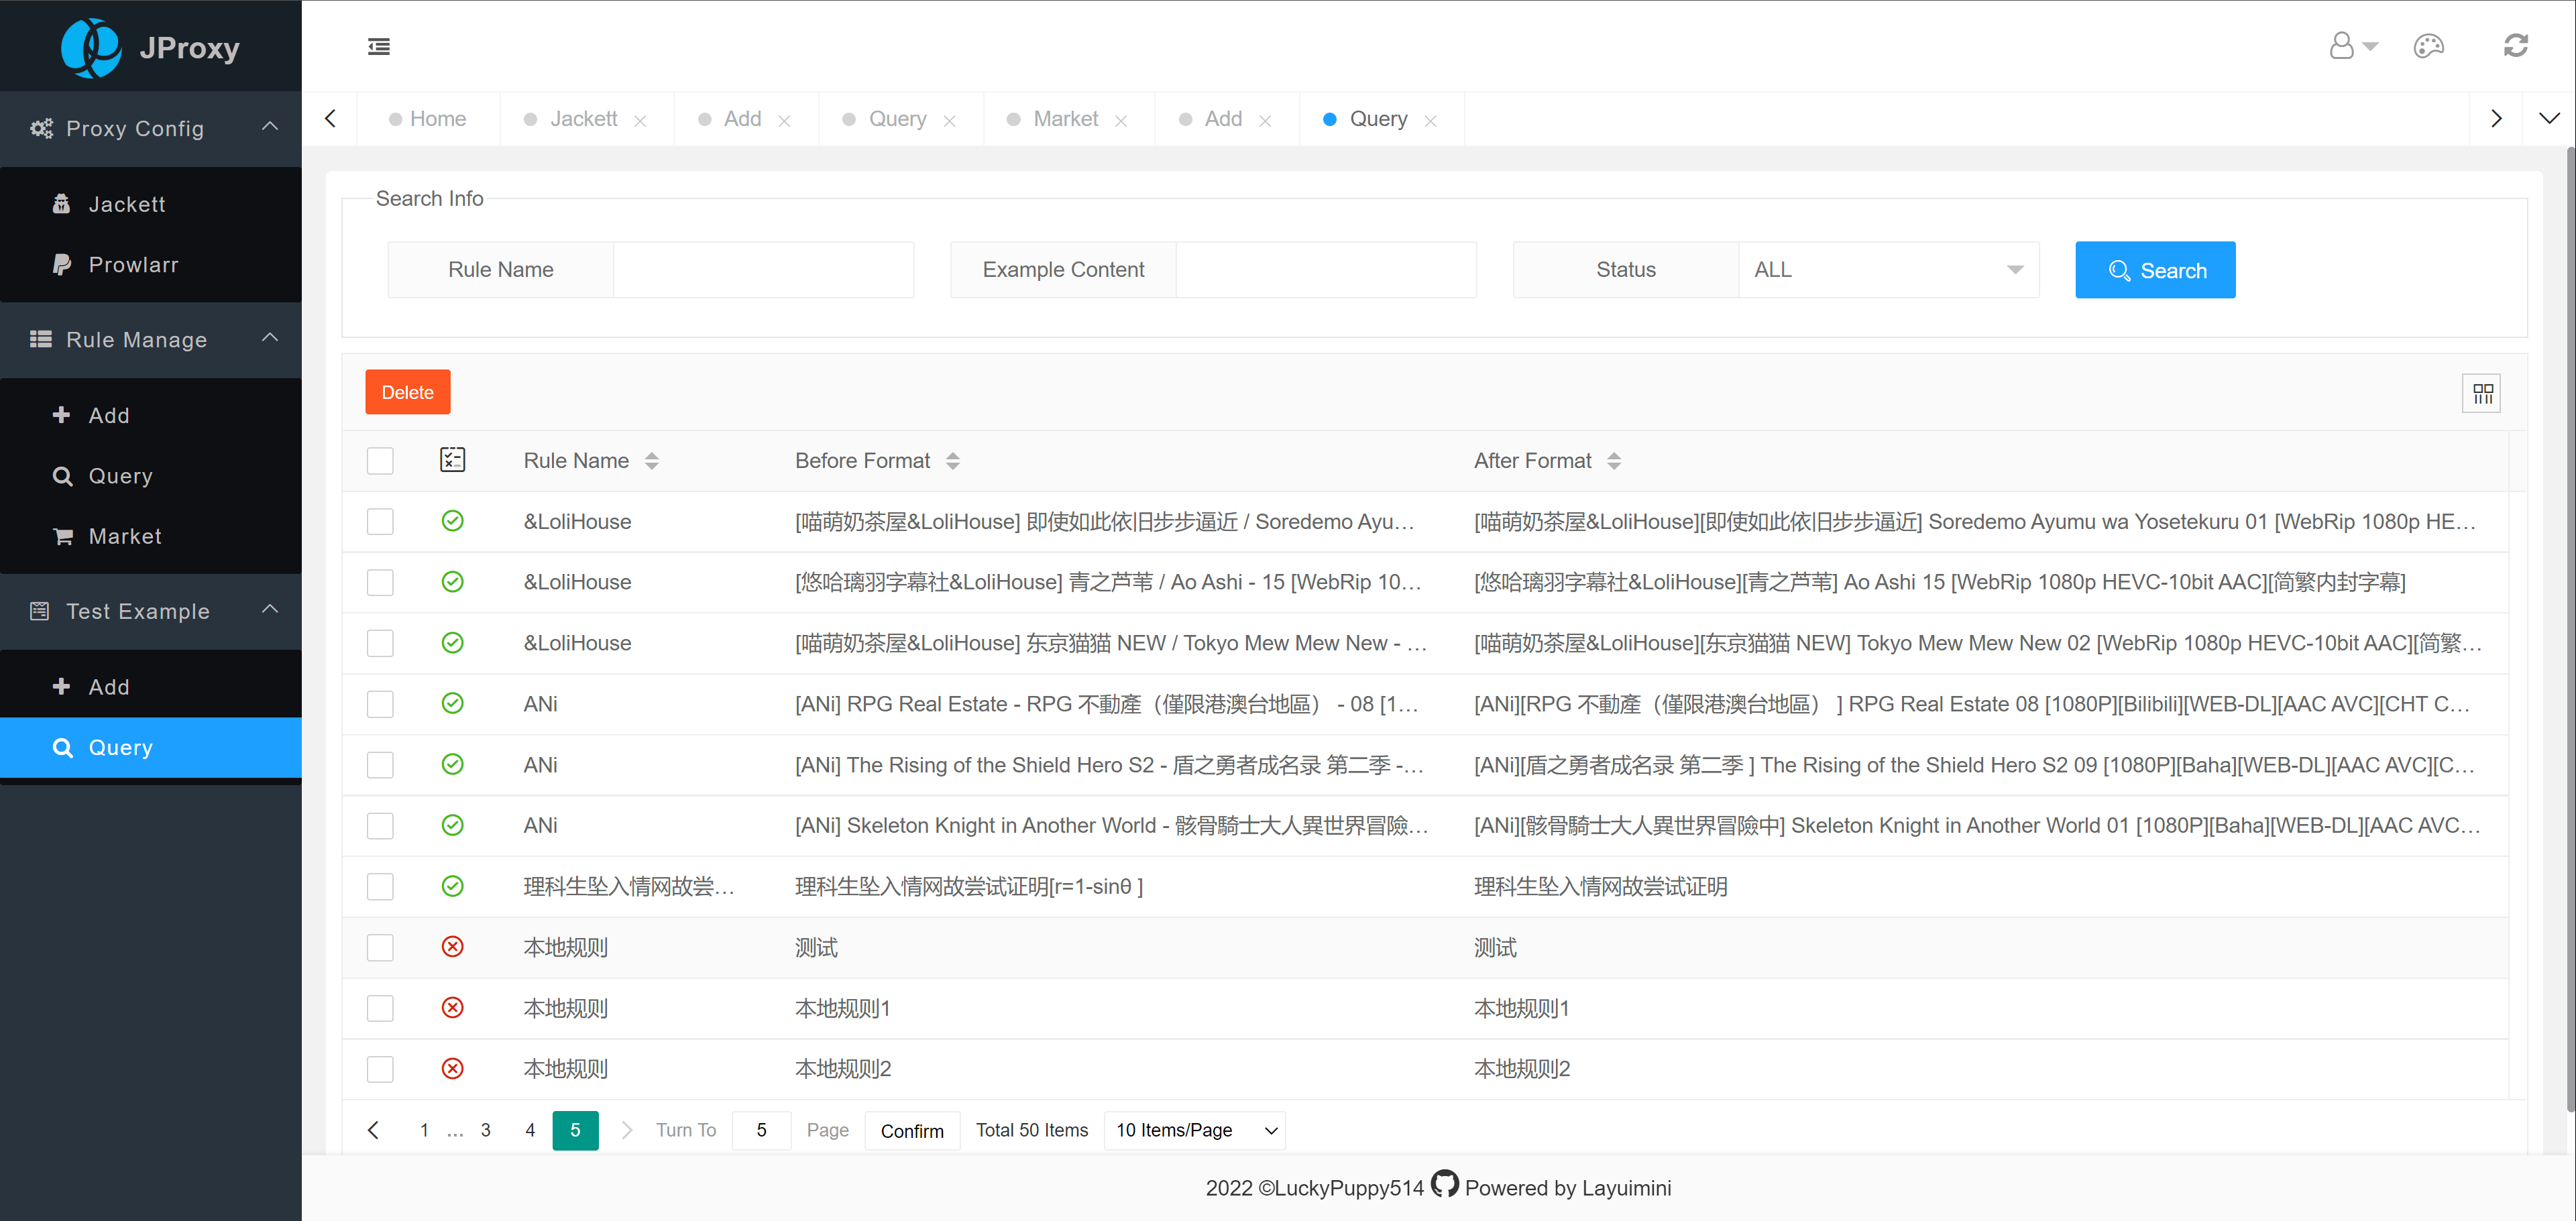 JProxy
Proxy Config
Jackett
Prowlarr
Rule Manage
Add
Query
Market
Test Example
Add
Query
Home
Jackett
Add
Query
Market
Add
Query
Search Info
Rule Name
Example Content
Status
ALL
Search
Delete
Rule Name Before Format After Format
&LoliHouse [喵萌奶茶屋&LoliHouse] 即使如此依旧步步逼近 / Soredemo Ayu… [喵萌奶茶屋&LoliHouse][即使如此依旧步步逼近] Soredemo Ayumu wa Yosetekuru 01 [WebRip 1080p HE…
&LoliHouse [悠哈璃羽字幕社&LoliHouse] 青之芦苇 / Ao Ashi - 15 [WebRip 10… [悠哈璃羽字幕社&LoliHouse][青之芦苇] Ao Ashi 15 [WebRip 1080p HEVC-10bit AAC][简繁内封字幕]
&LoliHouse [喵萌奶茶屋&LoliHouse] 东京猫猫 NEW / Tokyo Mew Mew New - … [喵萌奶茶屋&LoliHouse][东京猫猫 NEW] Tokyo Mew Mew New 02 [WebRip 1080p HEVC-10bit AAC][简繁…
ANi [ANi] RPG Real Estate - RPG 不動產（僅限港澳台地區） - 08 [1… [ANi][RPG 不動產（僅限港澳台地區） ] RPG Real Estate 08 [1080P][Bilibili][WEB-DL][AAC AVC][CHT C…
ANi [ANi] The Rising of the Shield Hero S2 - 盾之勇者成名录 第二季 -… [ANi][盾之勇者成名录 第二季 ] The Rising of the Shield Hero S2 09 [1080P][Baha][WEB-DL][AAC AVC][C…
ANi [ANi] Skeleton Knight in Another World - 骸骨騎士大人異世界冒險… [ANi][骸骨騎士大人異世界冒險中] Skeleton Knight in Another World 01 [1080P][Baha][WEB-DL][AAC AVC…
理科生坠入情网故尝… 理科生坠入情网故尝试证明[r=1-sinθ ] 理科生坠入情网故尝试证明
本地规则 测试 测试
本地规则 本地规则1 本地规则1
本地规则 本地规则2 本地规则2
1 … 3 4 5 Turn To 5 Page Confirm Total 50 Items 10 Items/Page
2022 ©LuckyPuppy514 Powered by Layuimini